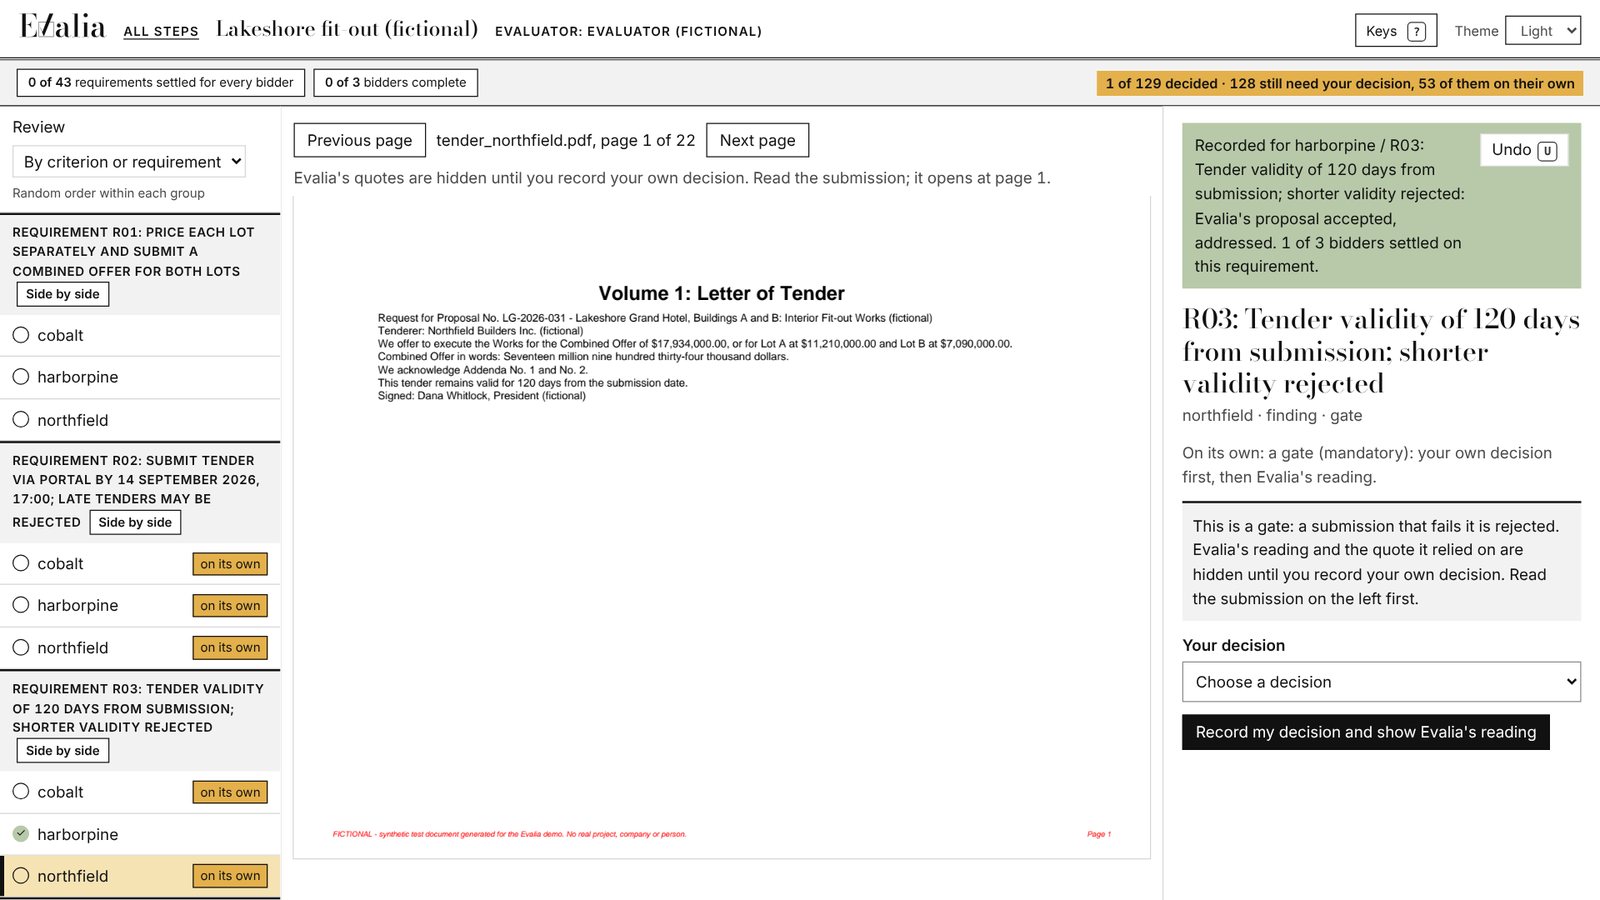 Evalia ALL STEPS Lakeshore fit-out (fictional) EVALUATOR: EVALUATOR (FICTIONAL) Keys ? Theme Light
0 of 43 requirements settled for every bidder 0 of 3 bidders complete 1 of 129 decided · 128 still need your decision, 53 of them on their own
Review
By criterion or requirement
Random order within each group
REQUIREMENT R01: PRICE EACH LOT
SEPARATELY AND SUBMIT A
COMBINED OFFER FOR BOTH LOTS
Side by side
cobalt
harborpine
northfield
REQUIREMENT R02: SUBMIT TENDER
VIA PORTAL BY 14 SEPTEMBER 2026,
17:00; LATE TENDERS MAY BE
REJECTED Side by side
cobalt on its own
harborpine on its own
northfield on its own
REQUIREMENT R03: TENDER VALIDITY
OF 120 DAYS FROM SUBMISSION;
SHORTER VALIDITY REJECTED
Side by side
cobalt on its own
harborpine
northfield on its own
Previous page tender_northfield.pdf, page 1 of 22 Next page
Evalia's quotes are hidden until you record your own decision. Read the submission; it opens at page 1.
Volume 1: Letter of Tender
Request for Proposal No. LG-2026-031 - Lakeshore Grand Hotel, Buildings A and B: Interior Fit-out Works (fictional)
Tenderer: Northfield Builders Inc. (fictional)
We offer to execute the Works for the Combined Offer of $17,934,000.00, or for Lot A at $11,210,000.00 and Lot B at $7,090,000.00.
Combined Offer in words: Seventeen million nine hundred thirty-four thousand dollars.
We acknowledge Addenda No. 1 and No. 2.
This tender remains valid for 120 days from the submission date.
Signed: Dana Whitlock, President (fictional)
FICTIONAL - synthetic test document generated for the Evalia demo. No real project, company or person. Page 1
Recorded for harborpine / R03:
Tender validity of 120 days from
submission; shorter validity rejected:
Evalia's proposal accepted,
addressed. 1 of 3 bidders settled on
this requirement.
Undo U
R03: Tender validity of 120 days
from submission; shorter
validity rejected
northfield · finding · gate
On its own: a gate (mandatory): your own decision
first, then Evalia's reading.
This is a gate: a submission that fails it is rejected.
Evalia's reading and the quote it relied on are
hidden until you record your own decision. Read
the submission on the left first.
Your decision
Choose a decision
Record my decision and show Evalia's reading